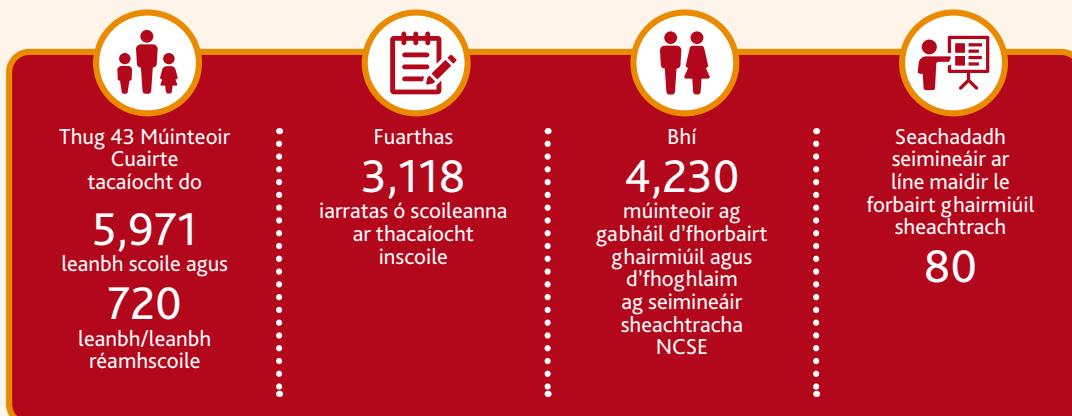 Thug 43 Múinteoir
Cuairte
tacaíocht do
5,971
leanbh scoile agus
720
leanbh/leanbh
réamhscoile
Fuarthas
3,118
iarratas ó scoileanna
ar thacaíocht
inscoile
Bhí
4,230
múinteoir ag
gabháil d'fhorbairt
ghairmiúil agus
d'fhoghlaim
ag seimineáir
sheachtracha
NCSE
Seachadadh
seimineáir ar
líne maidir le
forbairt ghairmiúil
sheachtrach
80